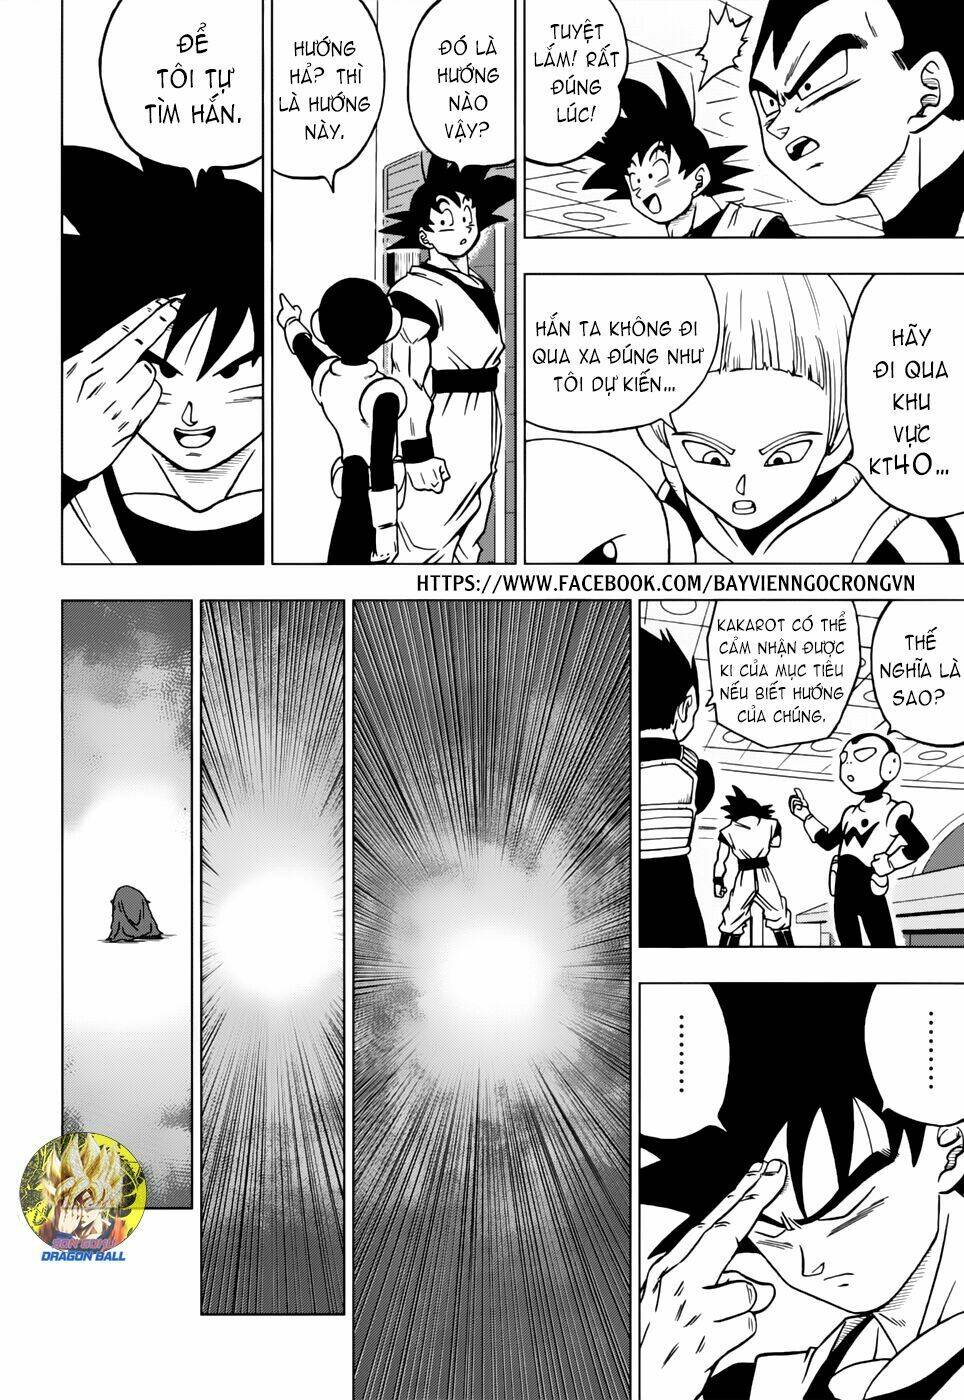 TUYỆT
LẮM! RẤT
ĐÚNG
LÚC!
ĐÓ LÀ
HƯỚNG
NÀO
VẬY?
HƯỚNG
HẢ? THÌ
LÀ HƯỚNG
NÀY.
ĐỂ
TÔI TỰ
TÌM HẮN.
HÃY
ĐI QUA
KHU
VỰC
KT40...
HẮN TA KHÔNG ĐI
QUA XA ĐÚNG NHƯ
TÔI DỰ KIẾN...
HTTPS://WWW.FACEBOOK.COM/BAYVIENNGOCRONGVN
THẾ
NGHĨA LÀ
SAO?
KAKAROT CÓ THỂ
CẢM NHẬN ĐƯỢC
KI CỦA MỤC TIÊU
NẾU BIẾT HƯỚNG
CỦA CHÚNG.
........
........
SON GOKU
DRAGON BALL